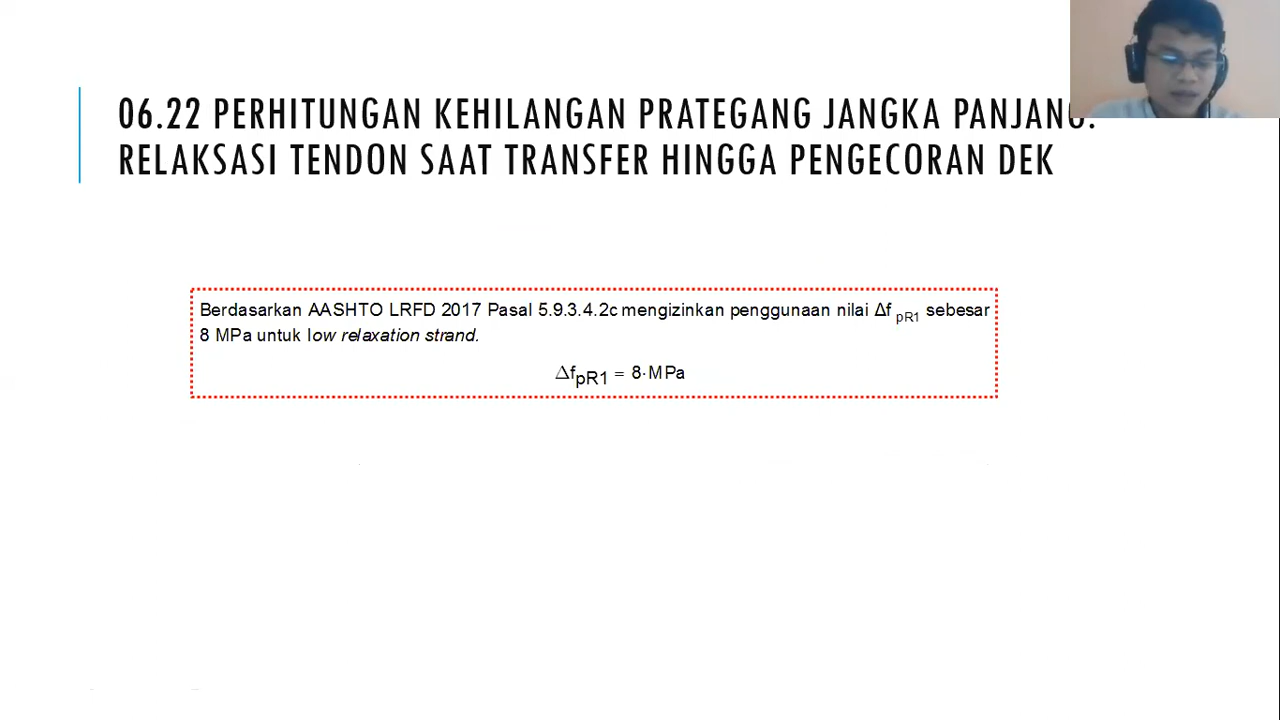 06.22 PERHITUNGAN KEHILANGAN PRATEGANG JANGKA PANJANG:
RELAKSASI TENDON SAAT TRANSFER HINGGA PENGECORAN DEK
Berdasarkan AASHTO LRFD 2017 Pasal 5.9.3.4.2c mengizinkan penggunaan nilai Δf pR1 sebesar
8 MPa untuk low relaxation strand.
ΔfpR1 = 8·MPa